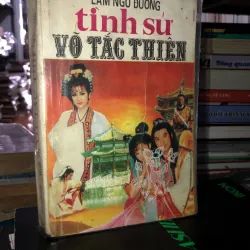 LÂM NGỮ ĐƯỜNG
tình sử
VÕ TẮC THIÊN